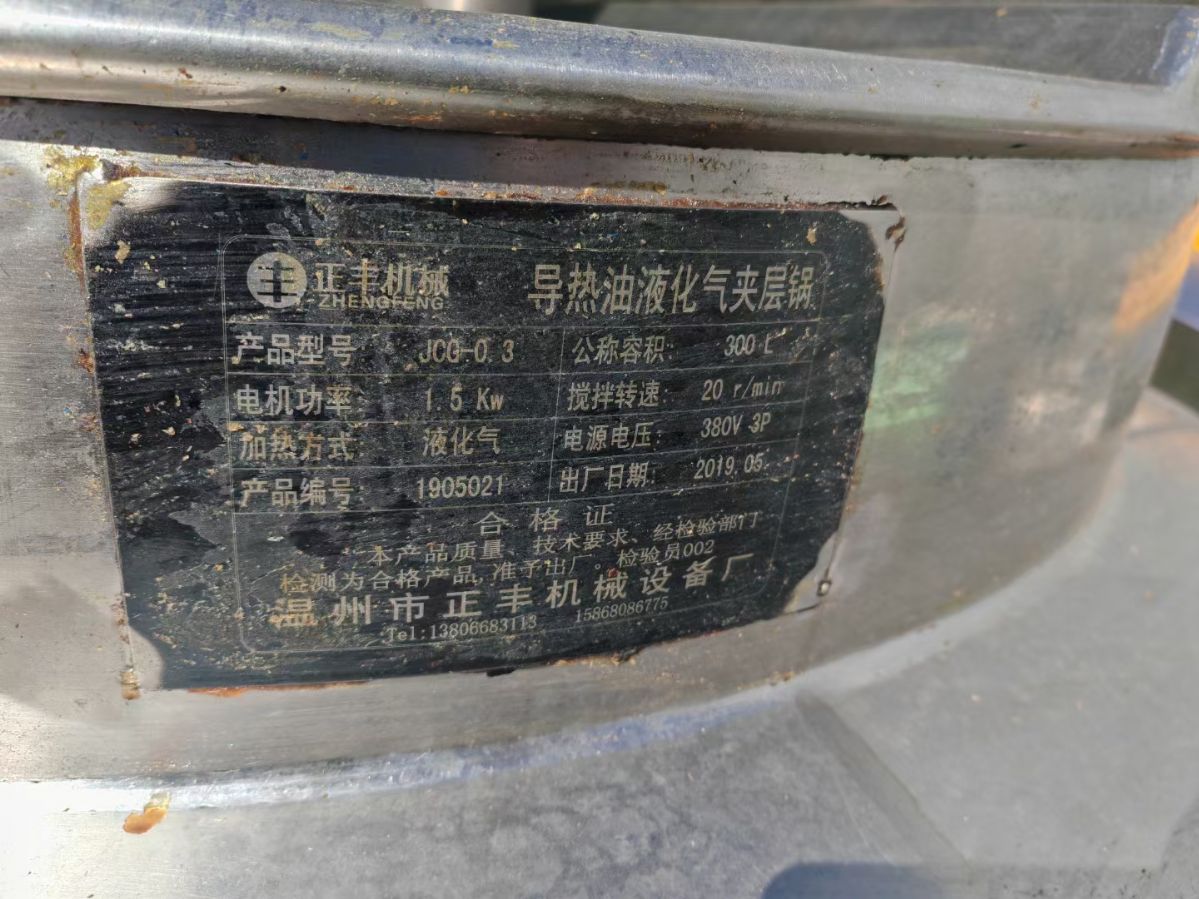 正丰机械 导热油液化气夹层锅
ZHENGFENG
产品型号: JCG-0.3 公称容积: 300 L
电机功率: 1.5 Kw 搅拌转速: 20 r/min
加热方式: 液化气 电源电压: 380V 3P
产品编号: 1905021 出厂日期: 2019.05.
合格证
本产品质量、技术要求、经检验部门
检测为合格产品,准予出厂。检验员002
温州市正丰机械设备厂
Tel:13806683113 15868086775